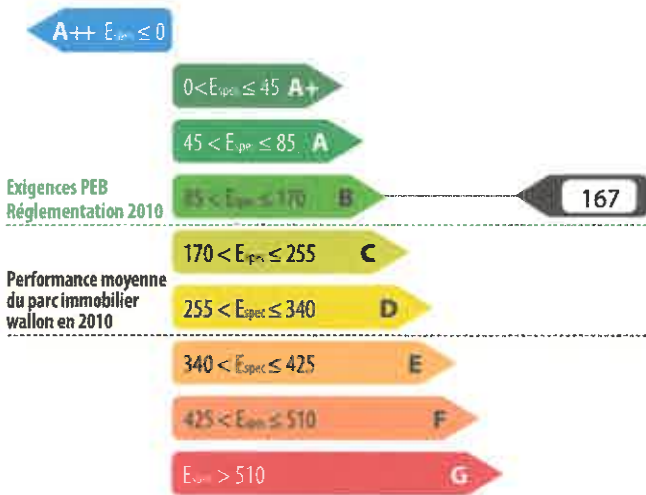 A++ Espec ≤ 0
0 < Espec ≤ 45 A+
45 < Espec ≤ 85 A
Exigences PEB
Réglementation 2010
85 < Espec ≤ 170 B
167
170 < Espec ≤ 255 C
Performance moyenne
du parc immobilier
wallon en 2010
255 < Espec ≤ 340 D
340 < Espec ≤ 425 E
425 < Espec ≤ 510 F
Espec > 510 G